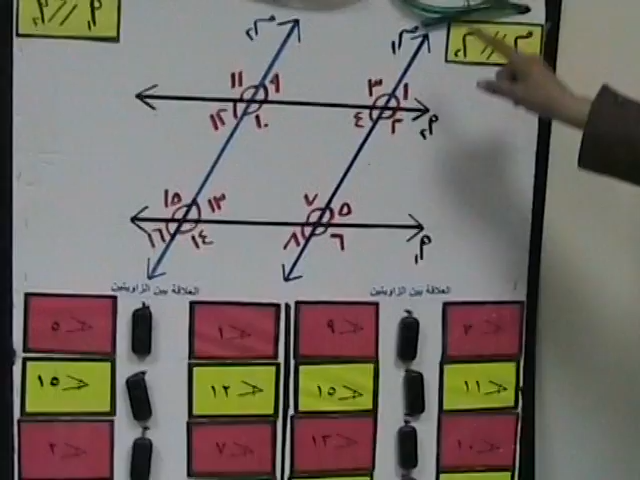 م // م
م // م
م
م
١١ ٩ ٣ ١
١٢ ١٠ ٤ ٢
م
١٥ ١٣ ٧ ٥
١٦ ١٤ ٨ ٦
م
العلاقة بين الزاويتين
العلاقة بين الزاويتين
>٥ >١ >٩ >٢
>١٥ >١٢ >١٥ >١١
>٢ >٧ >١٣ >١٠